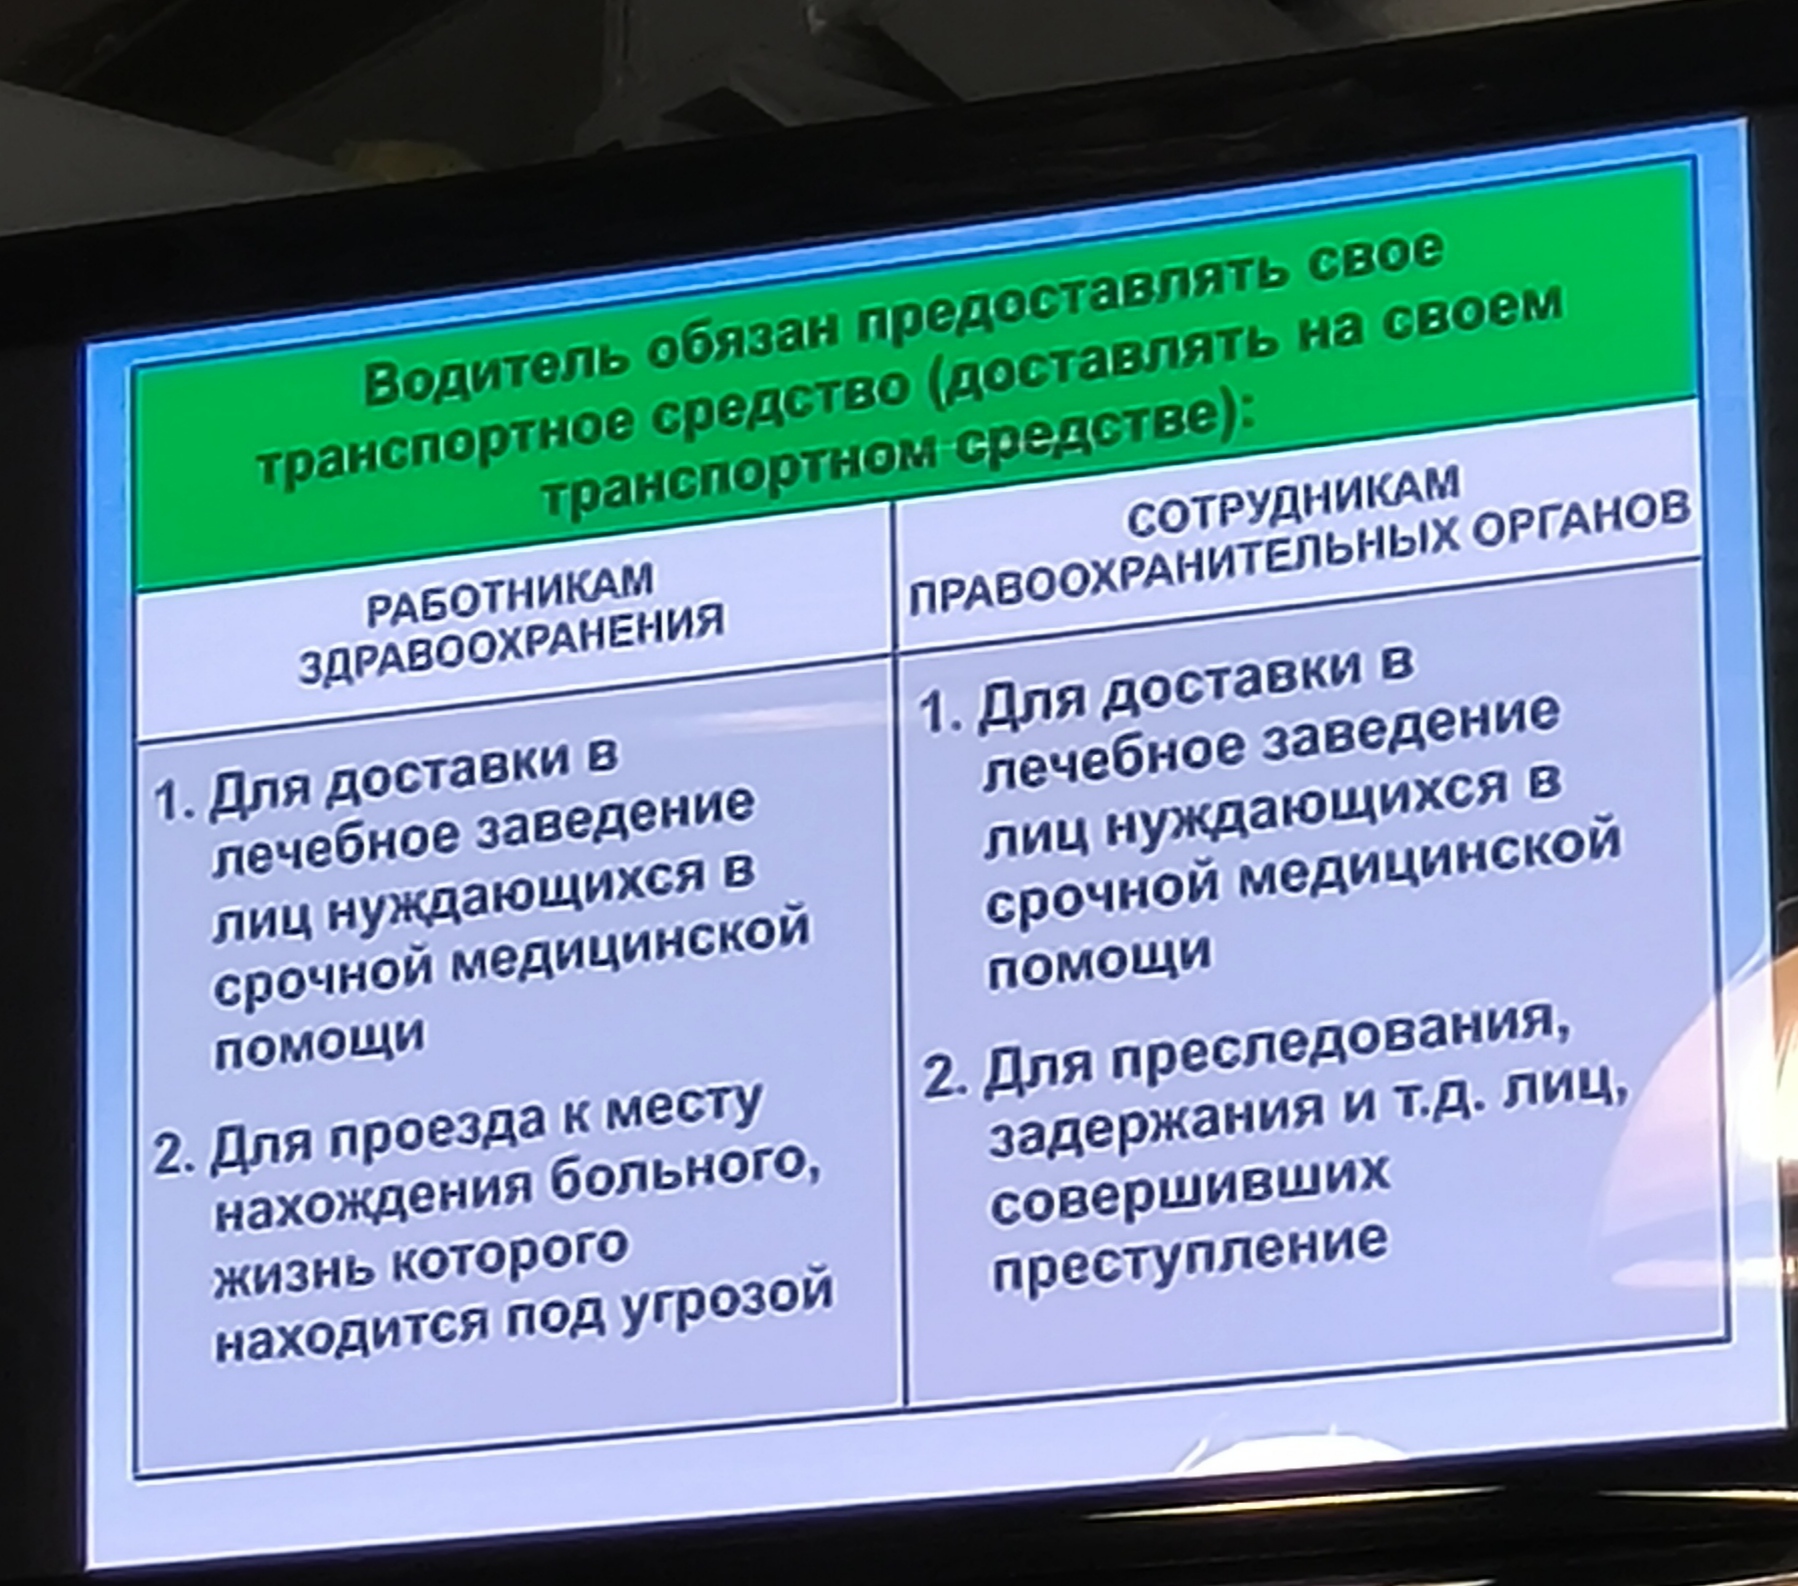 Водитель обязан предоставлять свое
транспортное средство (доставлять на своем
транспортном средстве):
РАБОТНИКАМ
ЗДРАВООХРАНЕНИЯ
СОТРУДНИКАМ
ПРАВООХРАНИТЕЛЬНЫХ ОРГАНОВ
1. Для доставки в
лечебное заведение
лиц нуждающихся в
срочной медицинской
помощи
2. Для проезда к месту
нахождения больного,
жизнь которого
находится под угрозой
1. Для доставки в
лечебное заведение
лиц нуждающихся в
срочной медицинской
помощи
2. Для преследования,
задержания и т.д. лиц,
совершивших
преступление